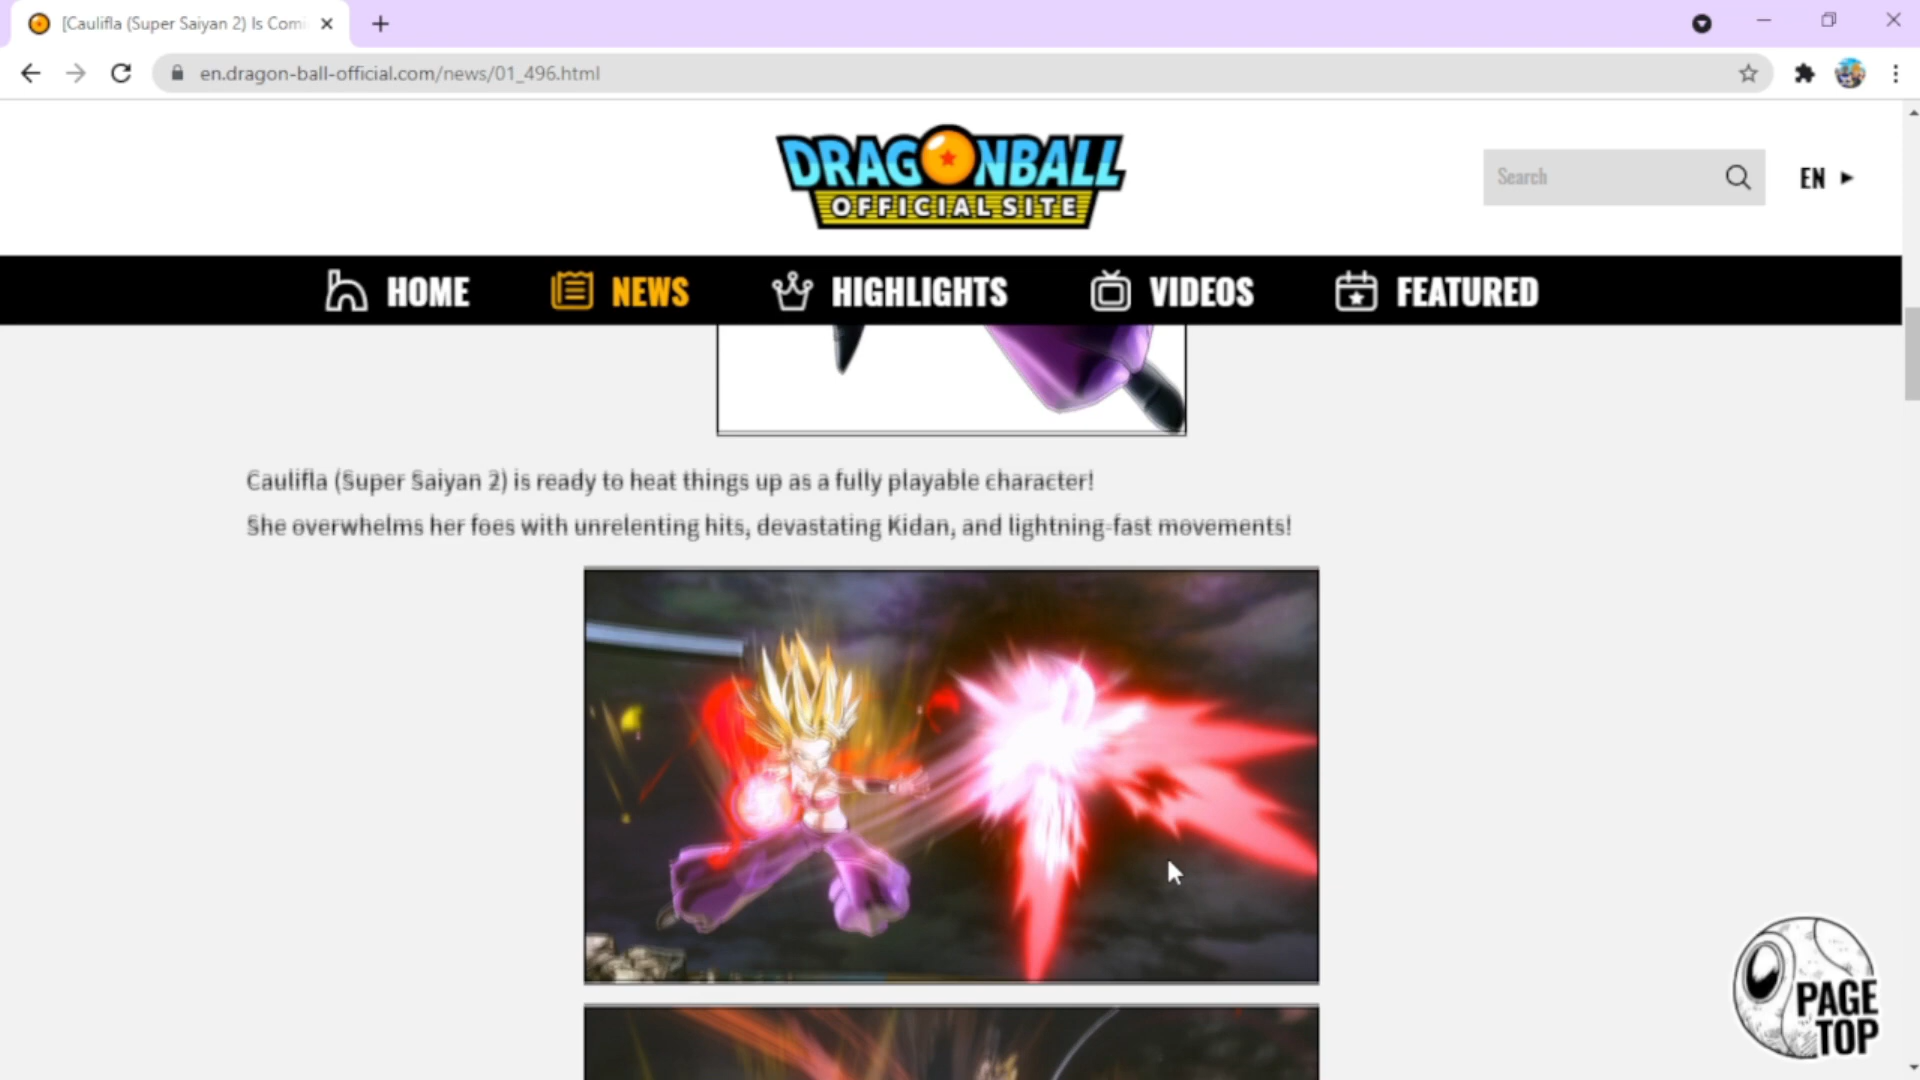 [Caulifla (Super Saiyan 2) Is Comi
en.dragon-ball-official.com/news/01_496.html
DRAGONBALL
OFFICIAL SITE
Search
EN
HOME
NEWS
HIGHLIGHTS
VIDEOS
FEATURED
Caulifla (Super Saiyan 2) is ready to heat things up as a fully playable character!
She overwhelms her foes with unrelenting hits, devastating Kidan, and lightning-fast movements!
PAGE
TOP